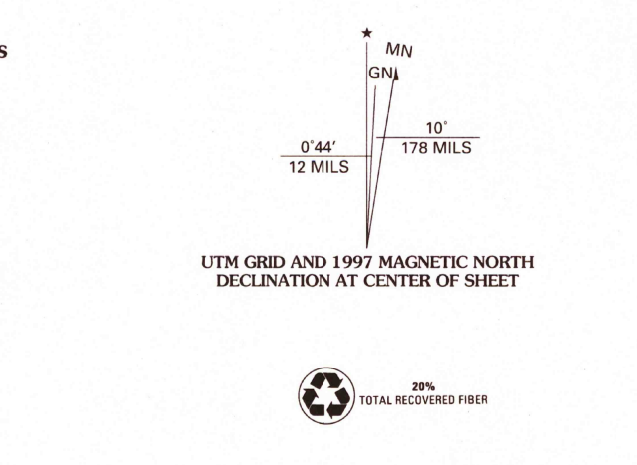 s
★
MN
GN
0°44′
12 MILS
10°
178 MILS
UTM GRID AND 1997 MAGNETIC NORTH
DECLINATION AT CENTER OF SHEET
20%
TOTAL RECOVERED FIBER